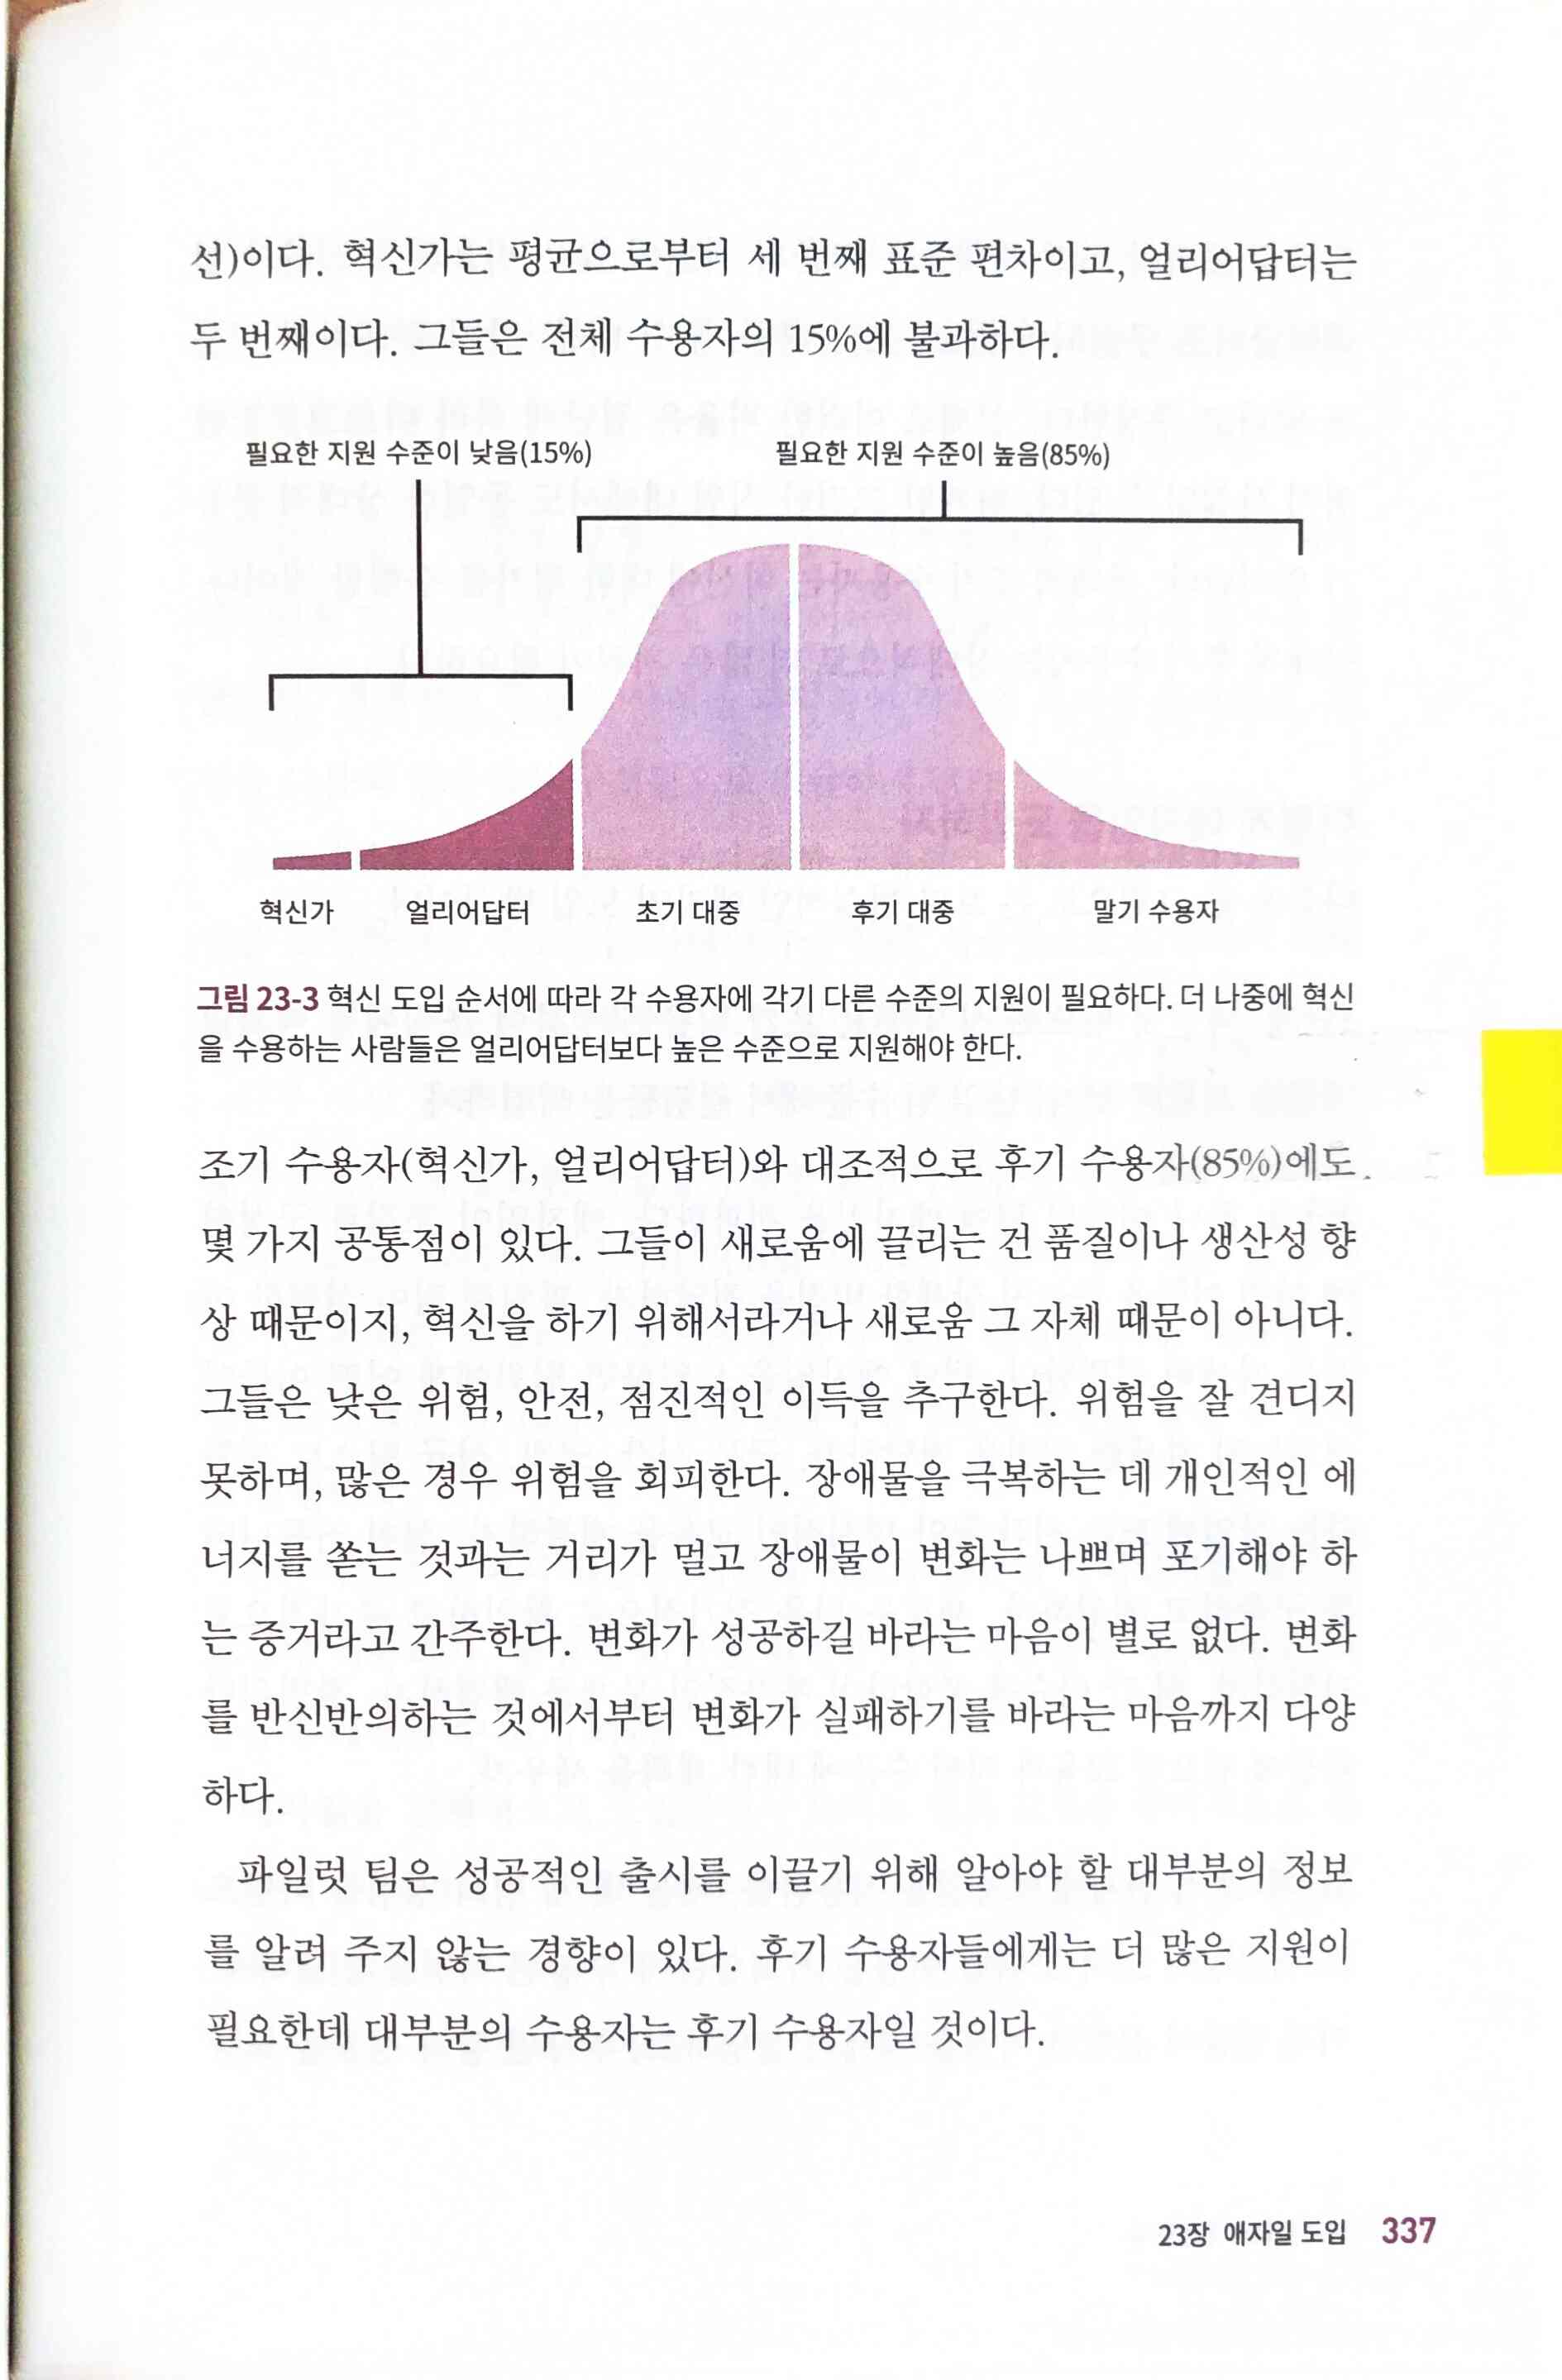 선)이다. 혁신가는 평균으로부터 세 번째 표준 편차이고, 얼리어답터는
두 번째이다. 그들은 전체 수용자의 15%에 불과하다.
필요한 지원 수준이 낮음(15%)
필요한 지원 수준이 높음(85%)
혁신가
얼리어답터
초기 대중
후기 대중
말기 수용자
그림 23-3 혁신 도입 순서에 따라 각 수용자에 각기 다른 수준의 지원이 필요하다. 더 나중에 혁신
을 수용하는 사람들은 얼리어답터보다 높은 수준으로 지원해야 한다.
조기 수용자(혁신가, 얼리어답터)와 대조적으로 후기 수용자(85%)에도
몇 가지 공통점이 있다. 그들이 새로움에 끌리는 건 품질이나 생산성 향
상 때문이지, 혁신을 하기 위해서라거나 새로움 그 자체 때문이 아니다.
그들은 낮은 위험, 안전, 점진적인 이득을 추구한다. 위험을 잘 견디지
못하며, 많은 경우 위험을 회피한다. 장애물을 극복하는 데 개인적인 에
너지를 쏟는 것과는 거리가 멀고 장애물이 변화는 나쁘며 포기해야 하
는 증거라고 간주한다. 변화가 성공하길 바라는 마음이 별로 없다. 변화
를 반신반의하는 것에서부터 변화가 실패하기를 바라는 마음까지 다양
하다.
파일럿 팀은 성공적인 출시를 이끌기 위해 알아야 할 대부분의 정보
를 알려 주지 않는 경향이 있다. 후기 수용자들에게는 더 많은 지원이
필요한데 대부분의 수용자는 후기 수용자일 것이다.
23장 애자일 도입 337